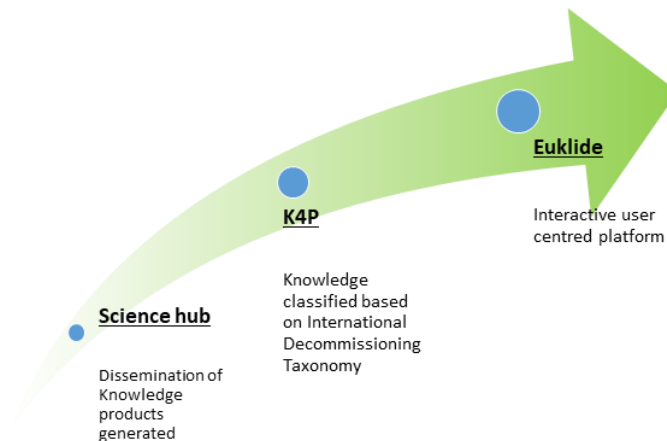 Euklide
Interactive user
centred platform
K4P
Knowledge
classified based
on International
Decommissioning
Taxonomy
Science hub
Dissemination of
Knowledge
products
generated